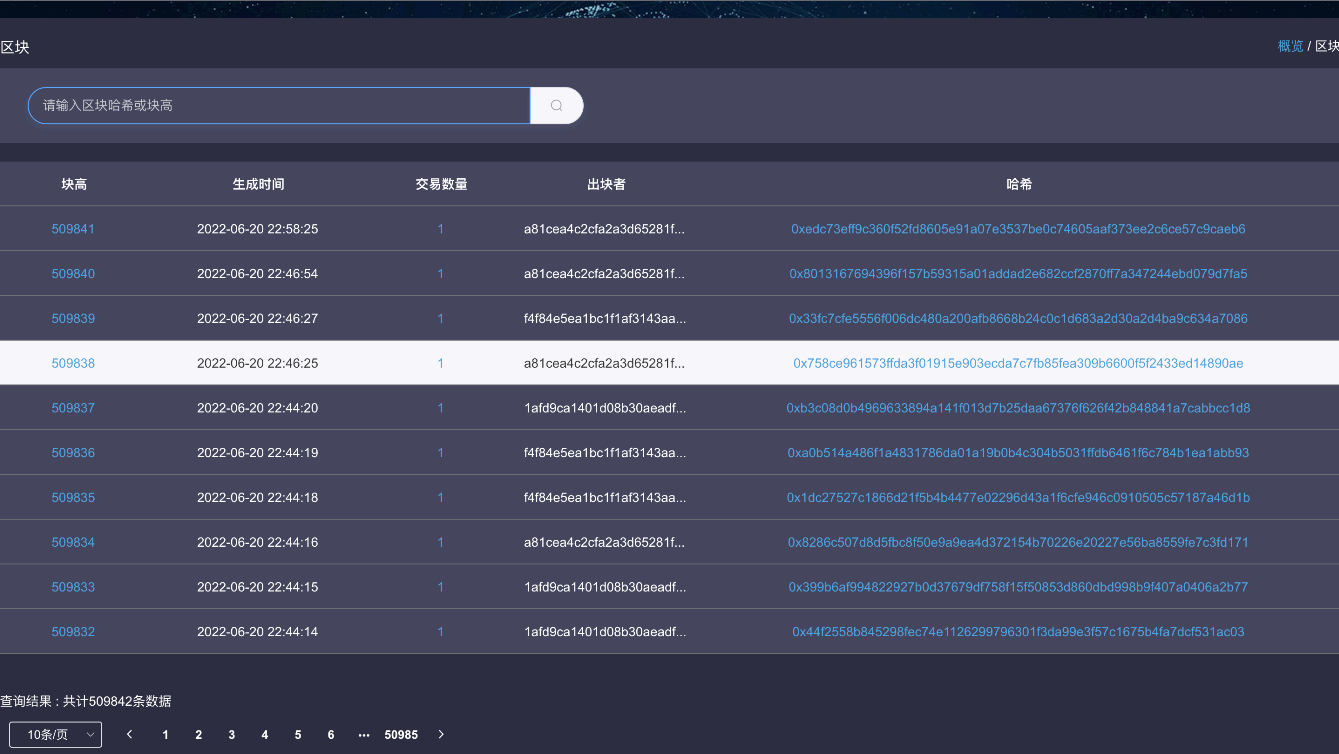 区块 概览 / 区块
请输入区块哈希或块高
块高 生成时间 交易数量 出块者 哈希
509841 2022-06-20 22:58:25 1 a81cea4c2cfa2a3d65281f... 0xedc73eff9c360f52fd8605e91a07e3537be0c74605aaf373ee2c6ce57c9caeb6
509840 2022-06-20 22:46:54 1 a81cea4c2cfa2a3d65281f... 0x8013167694396f157b59315a01addad2e682ccf2870ff7a347244ebd079d7fa5
509839 2022-06-20 22:46:27 1 f4f84e5ea1bc1f1af3143aa... 0x33fc7cfe5556f006dc480a200afb8668b24c0c1d683a2d30a2d4ba9c634a7086
509838 2022-06-20 22:46:25 1 a81cea4c2cfa2a3d65281f... 0x758ce961573ffda3f01915e903ecda7c7fb85fea309b6600f5f2433ed14890ae
509837 2022-06-20 22:44:20 1 1afd9ca1401d08b30aeadf... 0xb3c08d0b4969633894a141f013d7b25daa67376f626f42b848841a7cabbcc1d8
509836 2022-06-20 22:44:19 1 f4f84e5ea1bc1f1af3143aa... 0xa0b514a486f1a4831786da01a19b0b4c304b5031ffdb6461f6c784b1ea1abb93
509835 2022-06-20 22:44:18 1 f4f84e5ea1bc1f1af3143aa... 0x1dc27527c1866d21f5b4b4477e02296d43a1f6cfe946c0910505c57187a46d1b
509834 2022-06-20 22:44:16 1 a81cea4c2cfa2a3d65281f... 0x8286c507d8d5fbc8f50e9a9ea4d372154b70226e20227e56ba8559fe7c3fd171
509833 2022-06-20 22:44:15 1 1afd9ca1401d08b30aeadf... 0x399b6af994822927b0d37679df758f15f50853d860dbd998b9f407a0406a2b77
509832 2022-06-20 22:44:14 1 1afd9ca1401d08b30aeadf... 0x44f2558b845298fec74e1126299796301f3da99e3f57c1675b4fa7dcf531ac03
查询结果 : 共计509842条数据
10条/页 1 2 3 4 5 6 ••• 50985